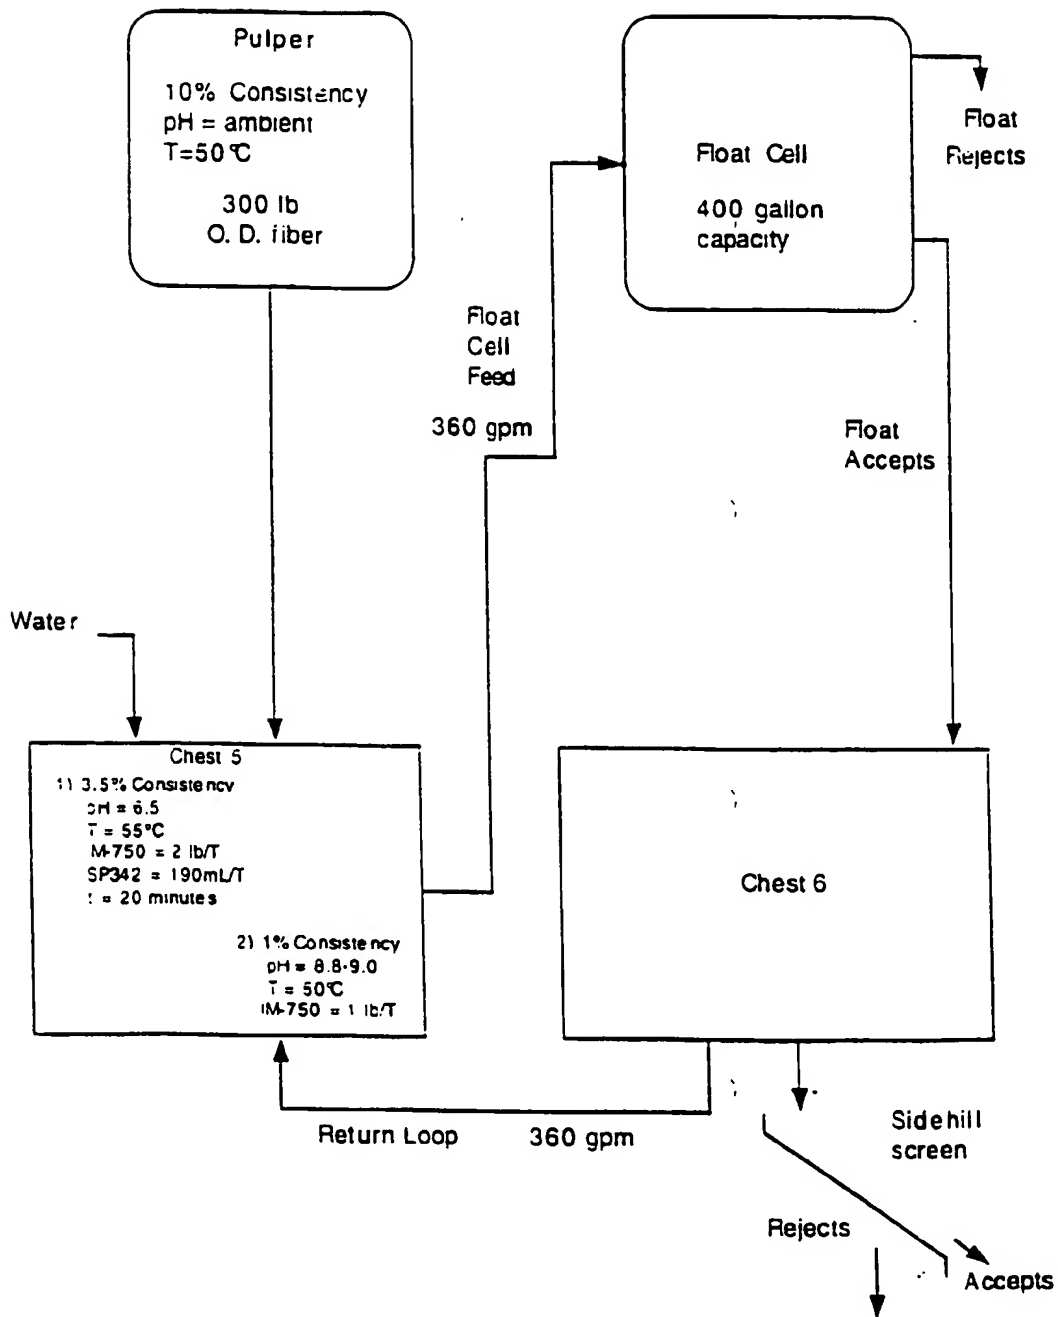 Pulper
10% Consistency
pH = ambient
T=50°C
300 lb
O. D. fiber
Float Cell
400 gallon
capacity
Float
Rejects
Float
Cell
Feed
360 gpm
Float
Accepts
Water
Chest 5
1) 3.5% Consistency
pH = 6.5
T = 55°C
IM-750 = 2 lb/T
SP342 = 190mL/T
t = 20 minutes
2) 1% Consistency
pH = 8.8-9.0
T = 50°C
IM-750 = 1 lb/T
Chest 6
Return Loop 360 gpm
Sidehill
screen
Rejects
Accepts